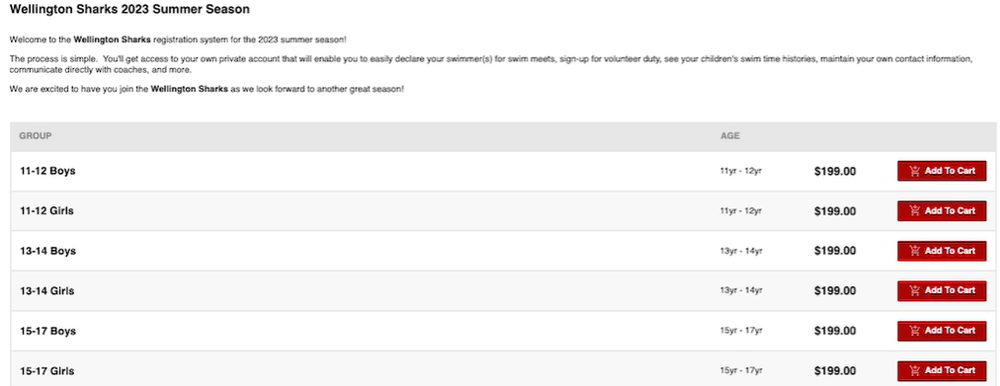 Wellington Sharks 2023 Summer Season
Welcome to the Wellington Sharks registration system for the 2023 summer season!
The process is simple.  You'll get access to your own private account that will enable you to easily declare your swimmer(s) for swim meets, sign-up for volunteer duty, see your children's swim time histories, maintain your own contact information,
communicate directly with coaches, and more.
We are excited to have you join the Wellington Sharks as we look forward to another great season!
GROUP AGE
11-12 Boys 11yr - 12yr $199.00 Add To Cart
11-12 Girls 11yr - 12yr $199.00 Add To Cart
13-14 Boys 13yr - 14yr $199.00 Add To Cart
13-14 Girls 13yr - 14yr $199.00 Add To Cart
15-17 Boys 15yr - 17yr $199.00 Add To Cart
15-17 Girls 15yr - 17yr $199.00 Add To Cart